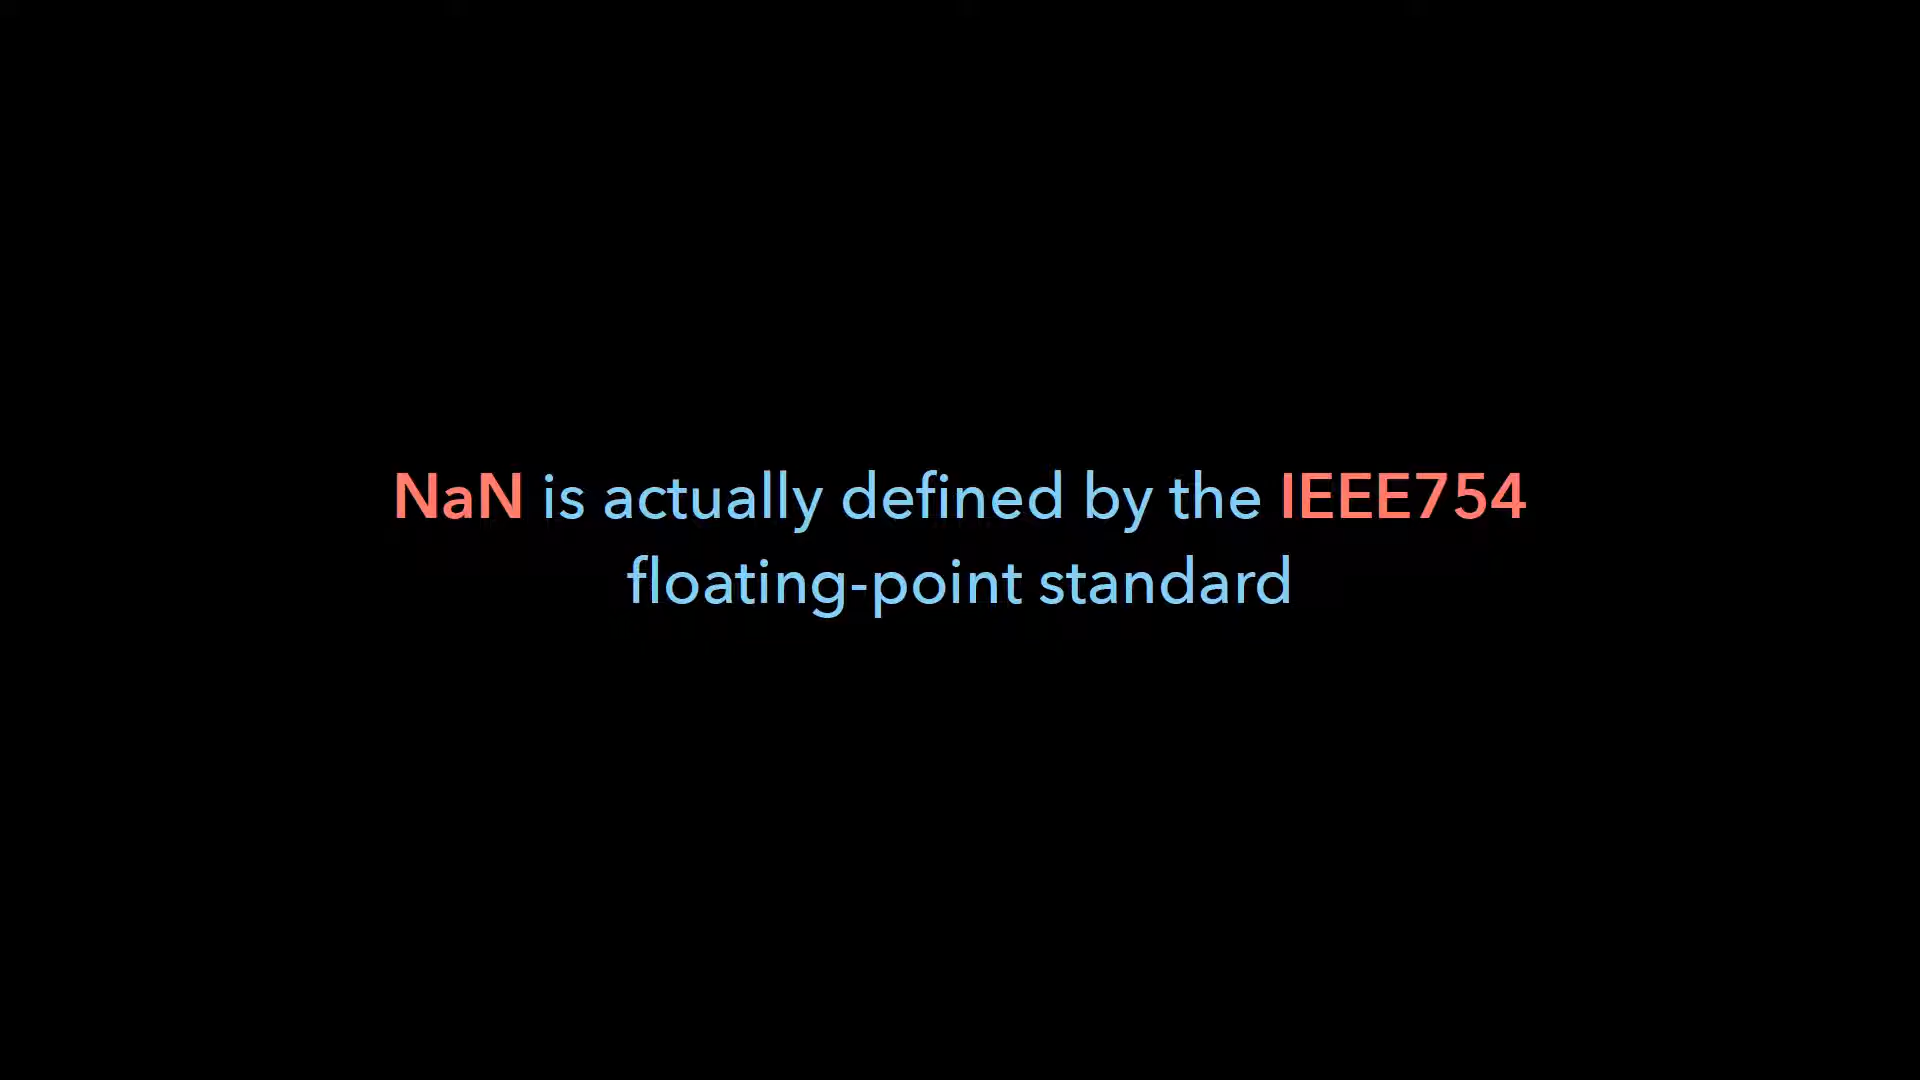 NaN is actually defined by the IEEE754
floating-point standard